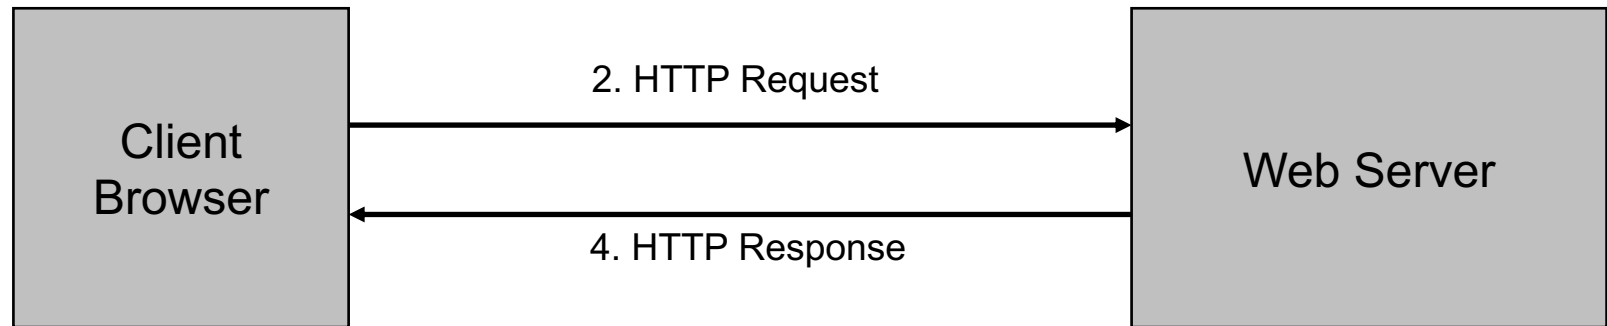 Client
Browser
2. HTTP Request
4. HTTP Response
Web Server